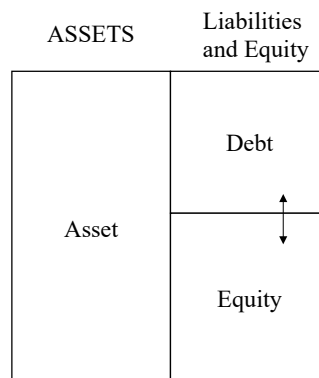 ASSETS
Liabilities
and Equity
Asset
Debt
Equity